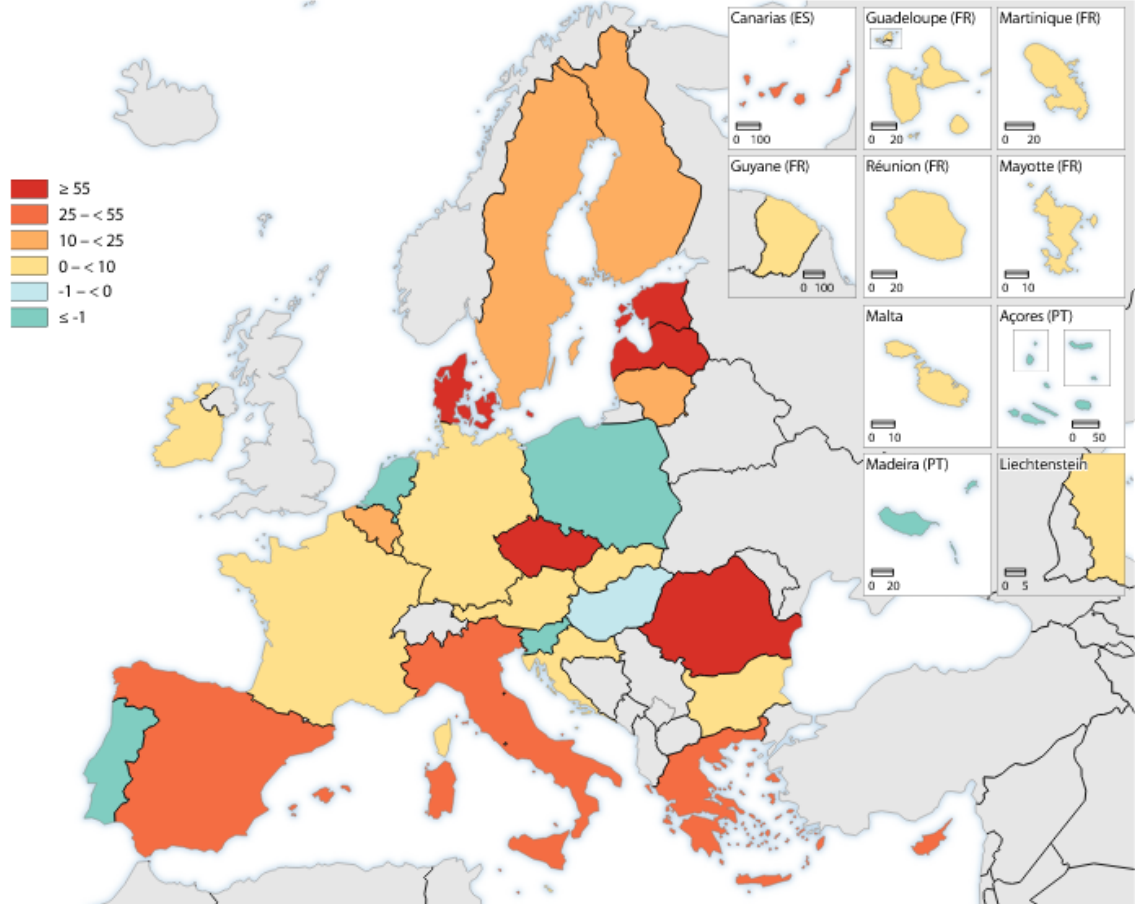 ≥ 55
25 – < 55
10 – < 25
0 – < 10
-1 – < 0
≤ -1
Canarias (ES)
0 100
Guadeloupe (FR)
0 20
Martinique (FR)
0 20
Guyane (FR)
0 100
Réunion (FR)
0 20
Mayotte (FR)
0 10
Malta
0 10
Açores (PT)
0 50
Madeira (PT)
0 20
Liechtenstein
0 5